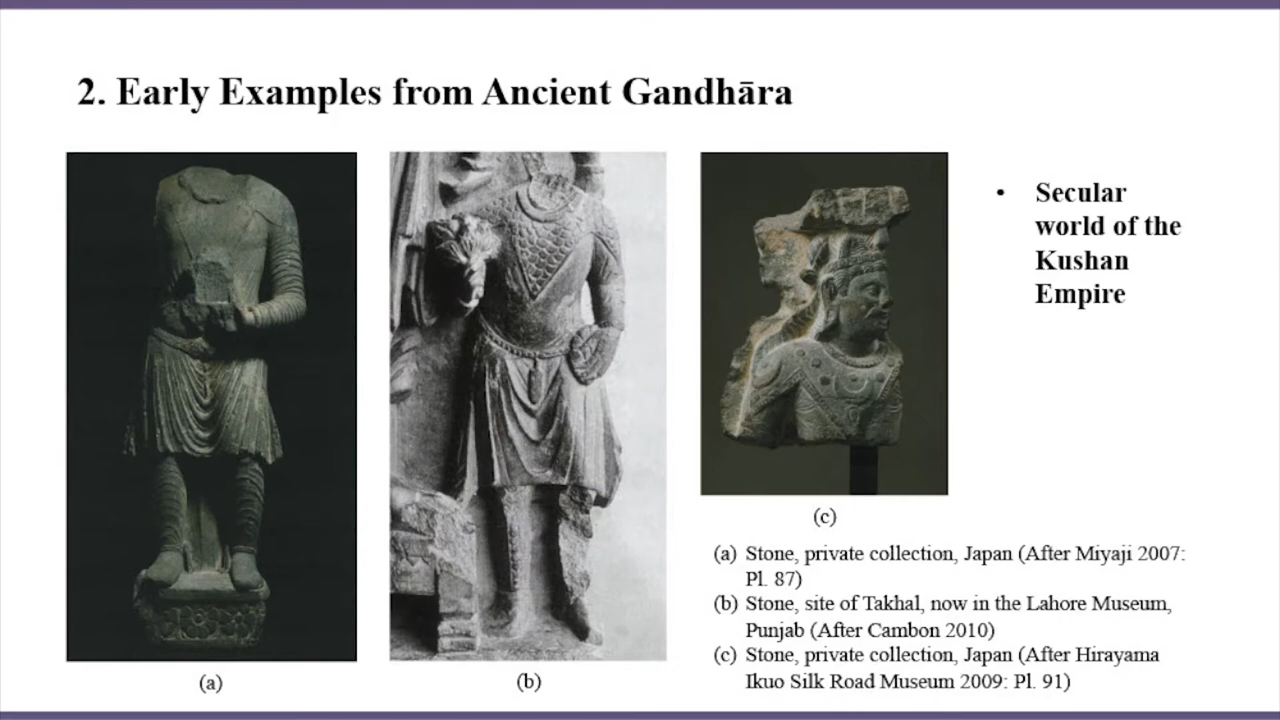 2. Early Examples from Ancient Gandhāra
• Secular
world of the
Kushan
Empire
(c)
(a) Stone, private collection, Japan (After Miyaji 2007:
Pl. 87)
(b) Stone, site of Takhal, now in the Lahore Museum,
Punjab (After Cambon 2010)
(c) Stone, private collection, Japan (After Hirayama
Ikuo Silk Road Museum 2009: Pl. 91)
(a)
(b)